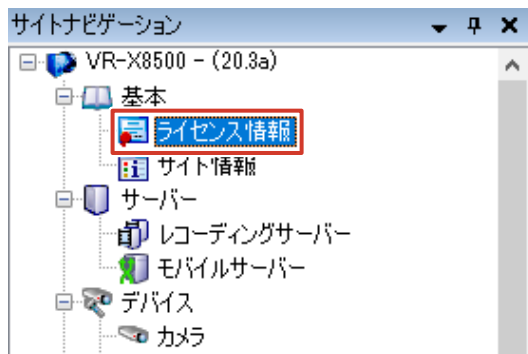 サイトナビゲーション
VR-X8500 - (20.3a)
基本
ライセンス情報
サイト情報
サーバー
レコーディングサーバー
モバイルサーバー
デバイス
カメラ